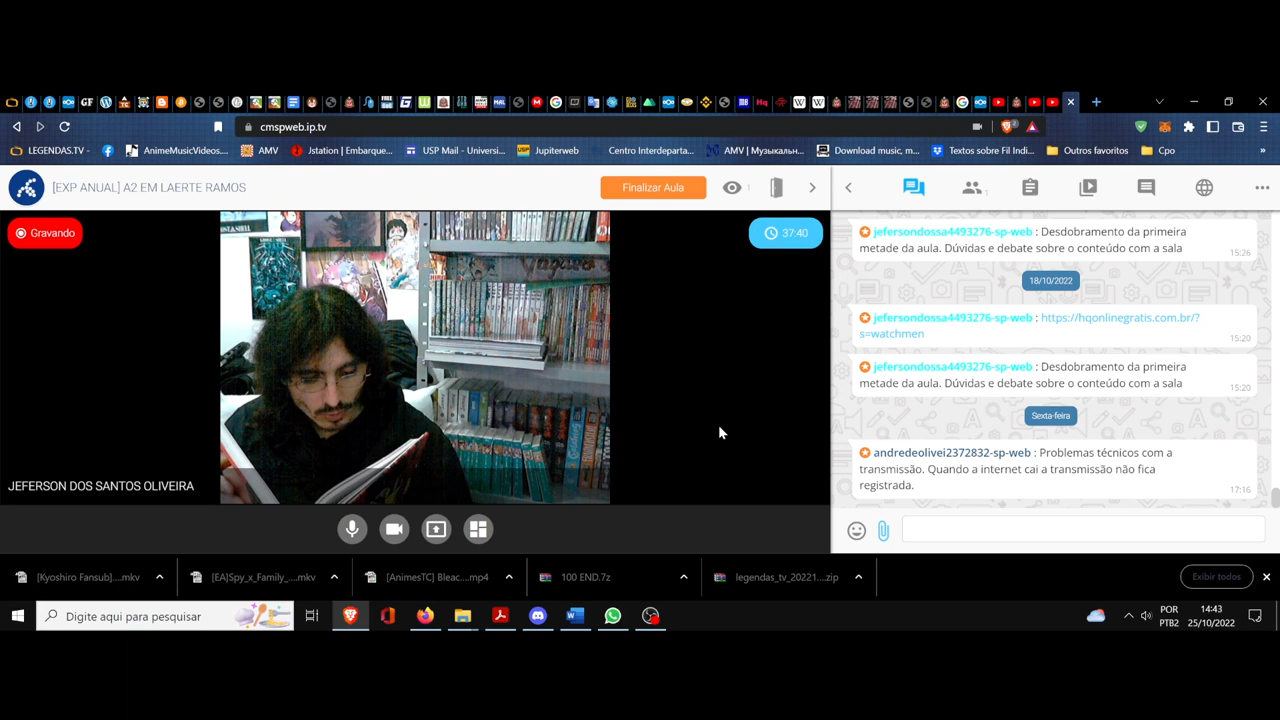 cmspweb.ip.tv
LEGENDAS.TV -
AnimeMusicVideos...
AMV
Jstation | Embarque...
USP Mail - Universi...
Jupiterweb
Centro Interdeparta...
AMV | Музыкальн...
Download music, m...
Textos sobre Fil Indi...
Outros favoritos
Cpo
»
[EXP ANUAL] A2 EM LAERTE RAMOS
Finalizar Aula
1
1
Gravando
37:40
JEFERSON DOS SANTOS OLIVEIRA
jefersondossa4493276-sp-web : Desdobramento da primeira
metade da aula. Dúvidas e debate sobre o conteúdo com a sala
15:26
18/10/2022
jefersondossa4493276-sp-web : https://hqonlinegratis.com.br/?
s=watchmen
15:20
jefersondossa4493276-sp-web : Desdobramento da primeira
metade da aula. Dúvidas e debate sobre o conteúdo com a sala
15:20
Sexta-feira
andredeolivei2372832-sp-web : Problemas técnicos com a
transmissão. Quando a internet cai a transmissão não fica
registrada.
17:16
[Kyoshiro Fansub]....mkv
[EA]Spy_x_Family_....mkv
[AnimesTC] Bleac....mp4
100 END.7z
legendas_tv_20221....zip
Exibir todos
Digite aqui para pesquisar
POR
PTB2
14:43
25/10/2022